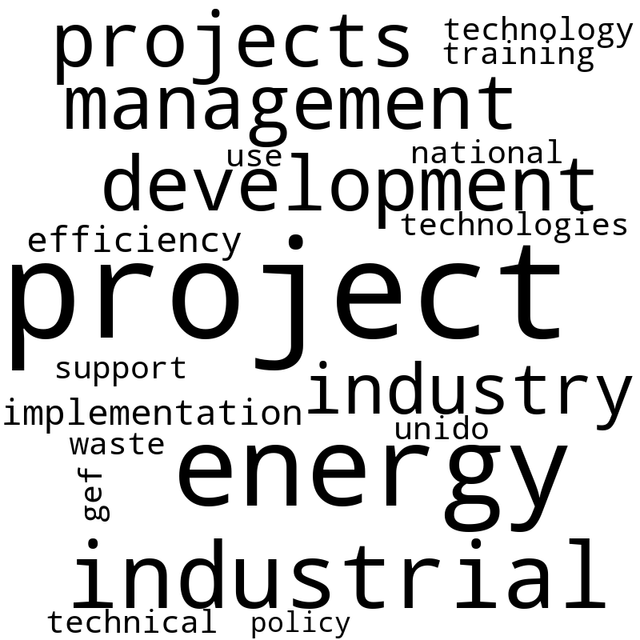 projects
technology
training
management
use
national
development
technologies
efficiency
project
support
industry
implementation
unido
waste
energy
gef
industrial
technical
policy